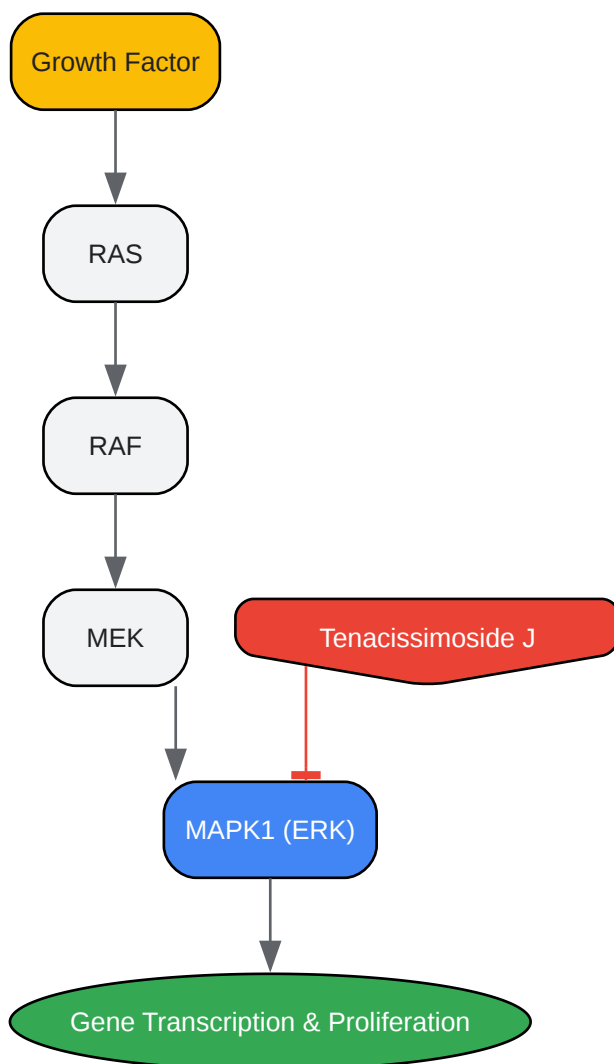 Growth Factor
RAS
RAF
MEK
Tenacissimoside J
MAPK1 (ERK)
Gene Transcription & Proliferation